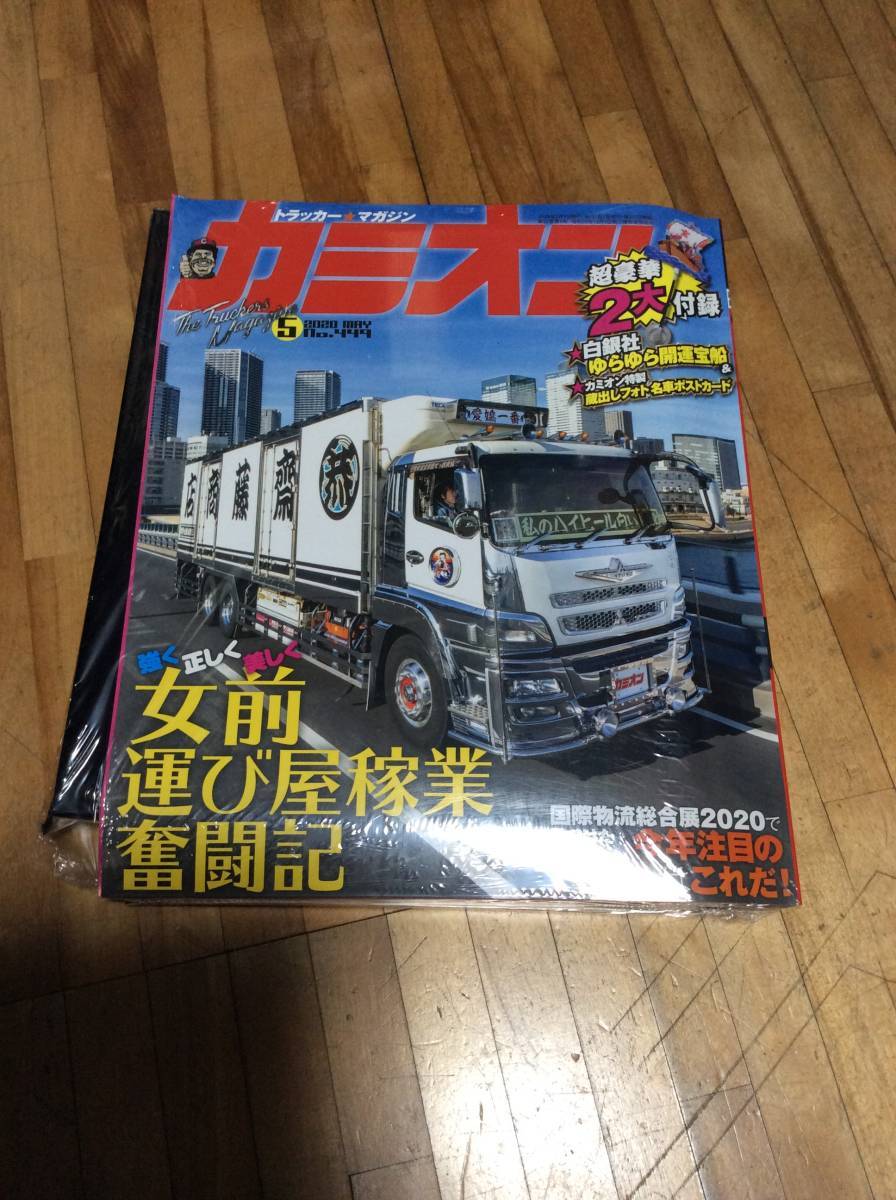 トラッカー★マガジン
カミオン
The Truckers Magazine
5 2020 MAY No.449
超豪華
2大付録
★白銀社
ゆらゆら開運宝船
&
★カミオン特製
蔵出しフォト 名車ポストカード
愛嬌一番
店商藤齋
私のハイヒール
カミオン
強く 正しく 美しく
女前
運び屋稼業
奮闘記
国際物流総合展2020で
今年注目の
これだ!